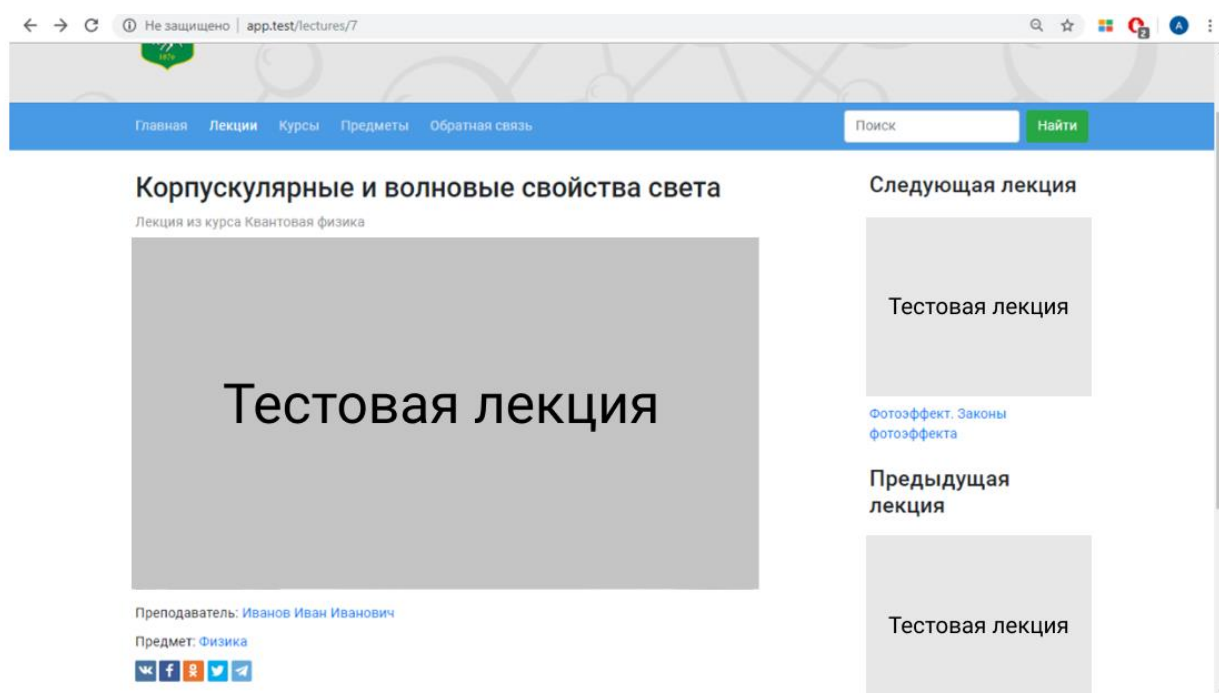 Не защищено | app.test/lectures/7
1876
Главная Лекции Курсы Предметы Обратная связь
Поиск
Найти
Корпускулярные и волновые свойства света
Лекция из курса Квантовая физика
Тестовая лекция
Преподаватель: Иванов Иван Иванович
Предмет: Физика
Следующая лекция
Тестовая лекция
Фотоэффект. Законы
фотоэффекта
Предыдущая
лекция
Тестовая лекция